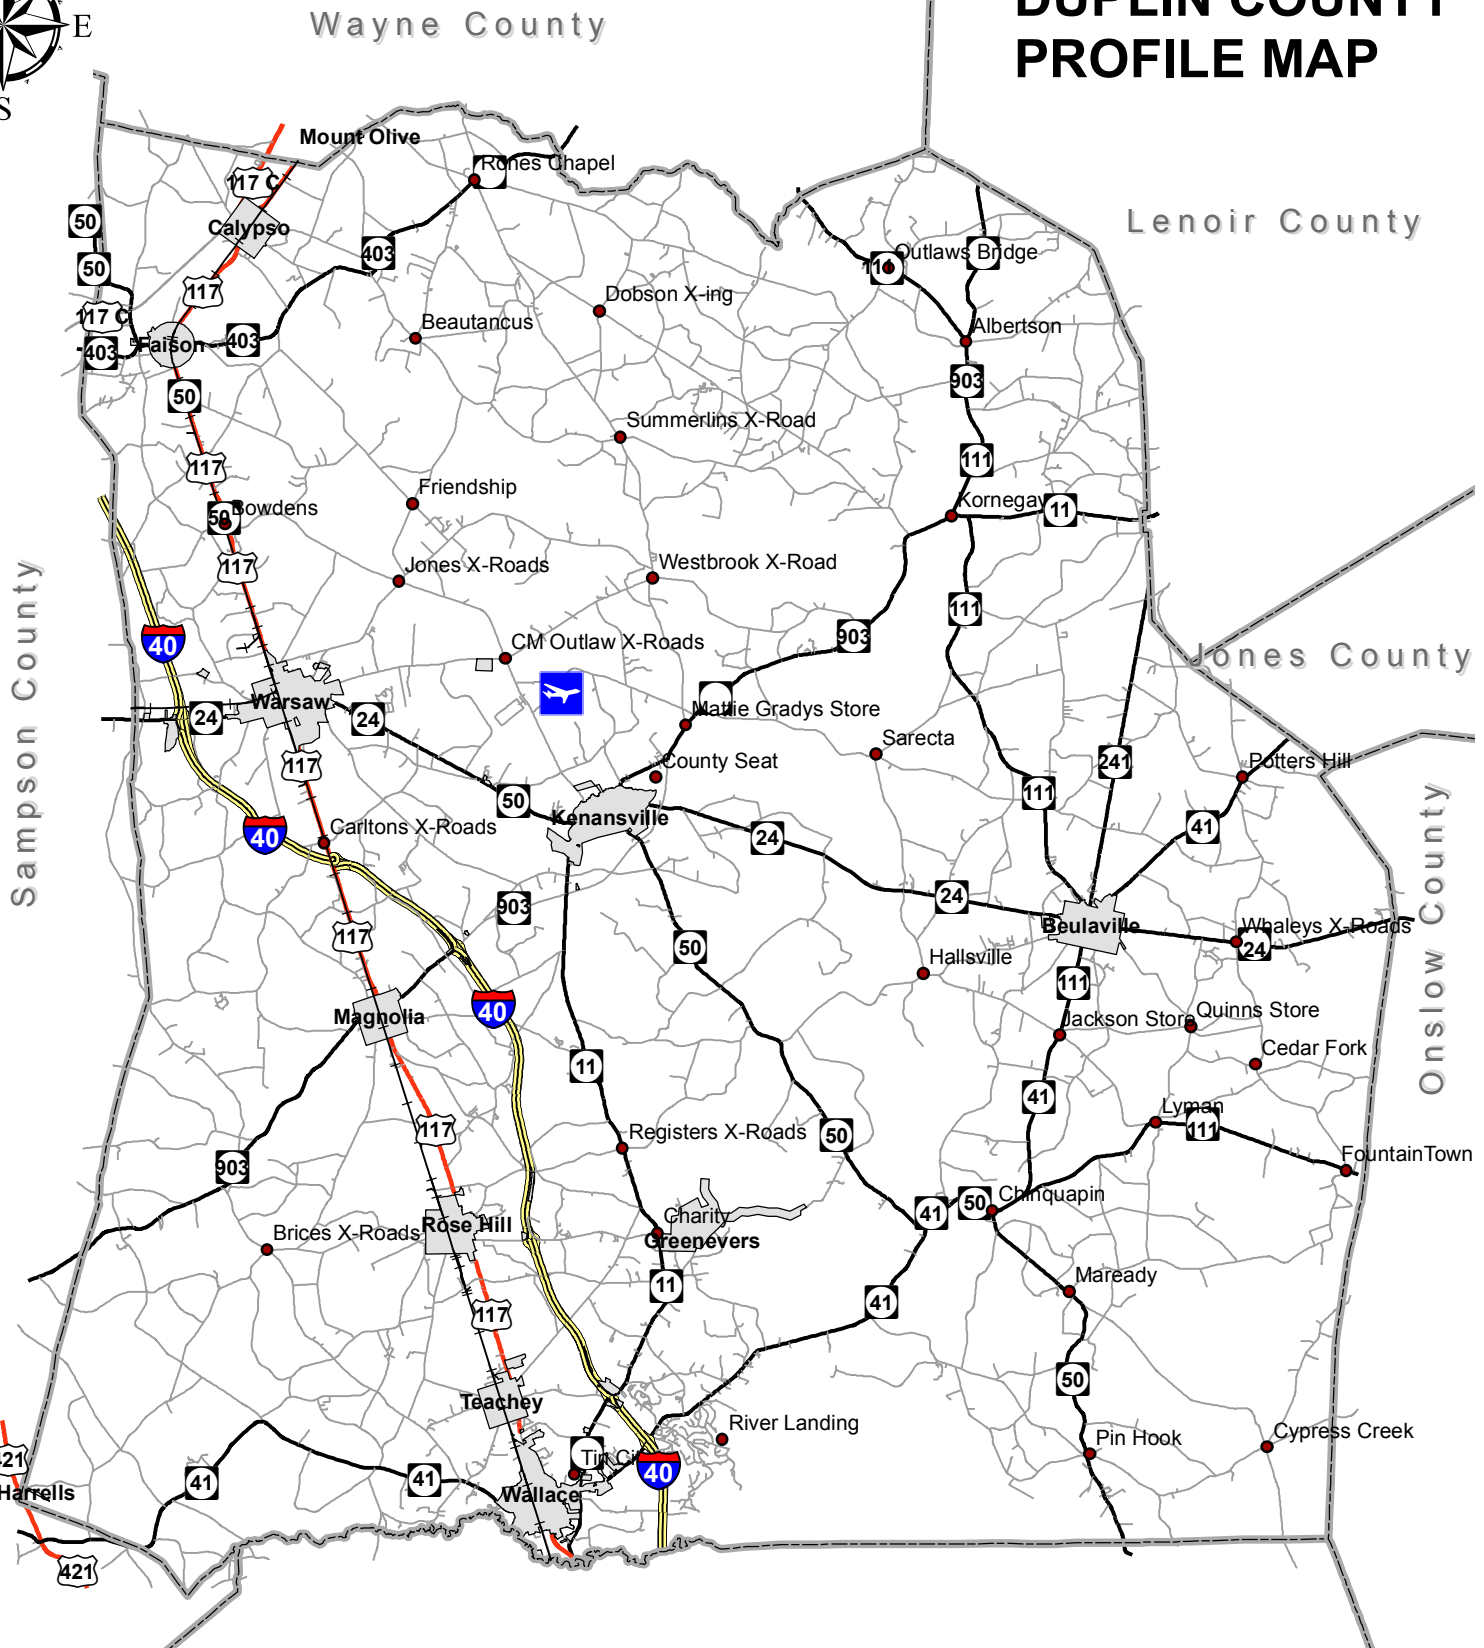 DUPLIN COUNTY
PROFILE MAP
Wayne County
E
S
Mount Olive
Rones Chapel
117 C
50
Calypso
Lenoir County
403
Outlaws Bridge
50
111
117
Dobson X-ing
117 C
Beautancus
Albertson
403
Faison
403
903
50
Summerlins X-Road
117
111
Friendship
Kornegay
11
50
Bowdens
117
Jones X-Roads
Westbrook X-Road
111
Sampson County
40
903
CM Outlaw X-Roads
Jones County
Warsaw
24
24
Mattie Gradys Store
Sarecta
117
County Seat
241
Potters Hill
111
50
Kenansville
40
Carltons X-Roads
24
41
903
24
Beulaville
Whaleys X-Roads
24
117
50
Hallsville
111
Onslow County
Magnolia
40
Jackson Store
Quinns Store
Cedar Fork
11
41
117
Registers X-Roads
50
Lyman
111
FountainTown
903
50
Chinquapin
41
Charity
Rose Hill
Brices X-Roads
Greenevers
11
Maready
41
117
50
Teachey
River Landing
Pin Hook
Cypress Creek
421
41
41
Tin City
40
Harrells
Wallace
421